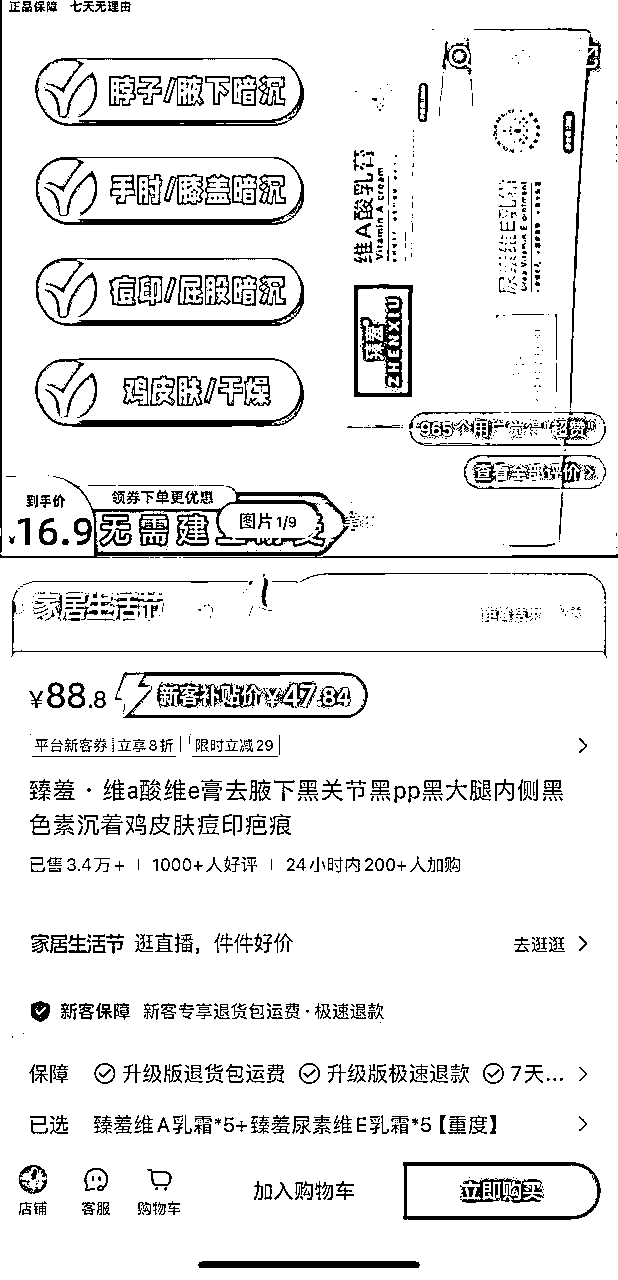 正品保障 七天无理由
脖子/腋下暗沉
手肘/膝盖暗沉
痘印/屁股暗沉
鸡皮肤/干燥
维A酸乳膏
Vitamin A cream
尿素维E乳膏
Urea Vitamin E ointment
臻羞
ZHENXIU
965个用户觉得"超赞"
查看全部评价
到手价
¥16.9
领券下单更优惠
无需建
图片1/9
家居生活节
¥88.8 新客补贴价¥47.84
平台新客券 立享8折 限时立减29
臻羞·维a酸维e膏去腋下黑关节黑pp黑大腿内侧黑
色素沉着鸡皮肤痘印疤痕
已售3.4万+ | 1000+人好评 | 24小时内200+人加购
家居生活节 逛直播，件件好价 去逛逛
新客保障 新客专享退货包运费·极速退款
保障 升级版退货包运费 升级版极速退款 7天...
已选 臻羞维A乳霜*5+臻羞尿素维E乳霜*5【重度】
店铺 客服 购物车 加入购物车 立即购买